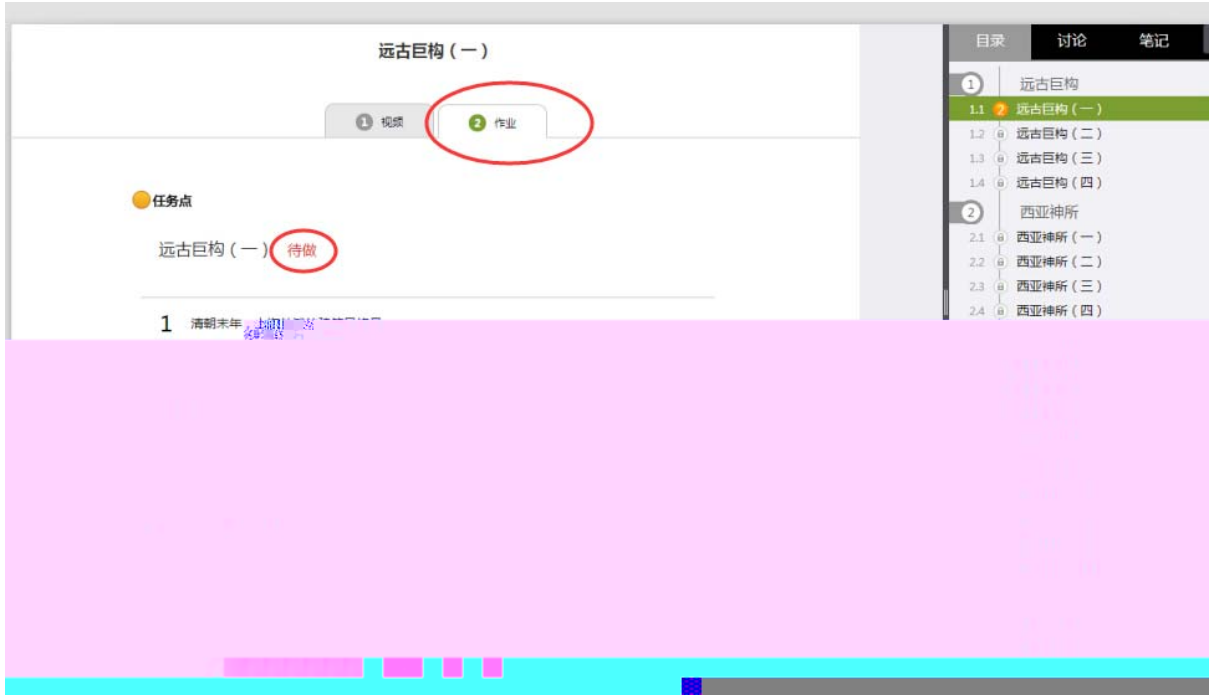 远古巨构（一）
1 视频
2 作业
任务点
远古巨构（一） 待做
1 清朝末年，
目录 讨论 笔记
1 远古巨构
1.1 2 远古巨构（一）
1.2 远古巨构（二）
1.3 远古巨构（三）
1.4 远古巨构（四）
2 西亚神所
2.1 西亚神所（一）
2.2 西亚神所（二）
2.3 西亚神所（三）
2.4 西亚神所（四）